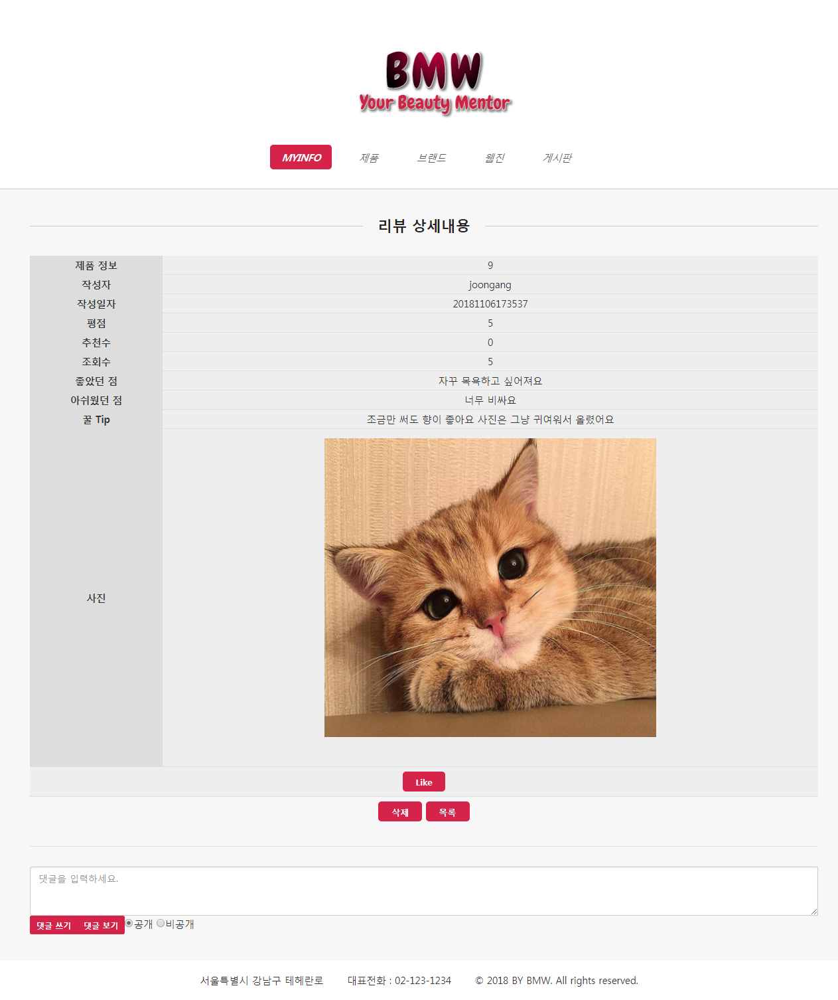 BMW
Your Beauty Mentor
MYINFO 제품 브랜드 웹진 게시판
리뷰 상세내용
제품 정보 9
작성자 joongang
작성일자 20181106173537
평점 5
추천수 0
조회수 5
좋았던 점 자꾸 목욕하고 싶어져요
아쉬웠던 점 너무 비싸요
꿀 Tip 조금만 써도 향이 좋아요 사진은 그냥 귀여워서 올렸어요
사진
Like
삭제 목록
댓글을 입력하세요.
댓글 쓰기 댓글 보기 공개 비공개
서울특별시 강남구 테헤란로 대표전화 : 02-123-1234 © 2018 BY BMW. All rights reserved.